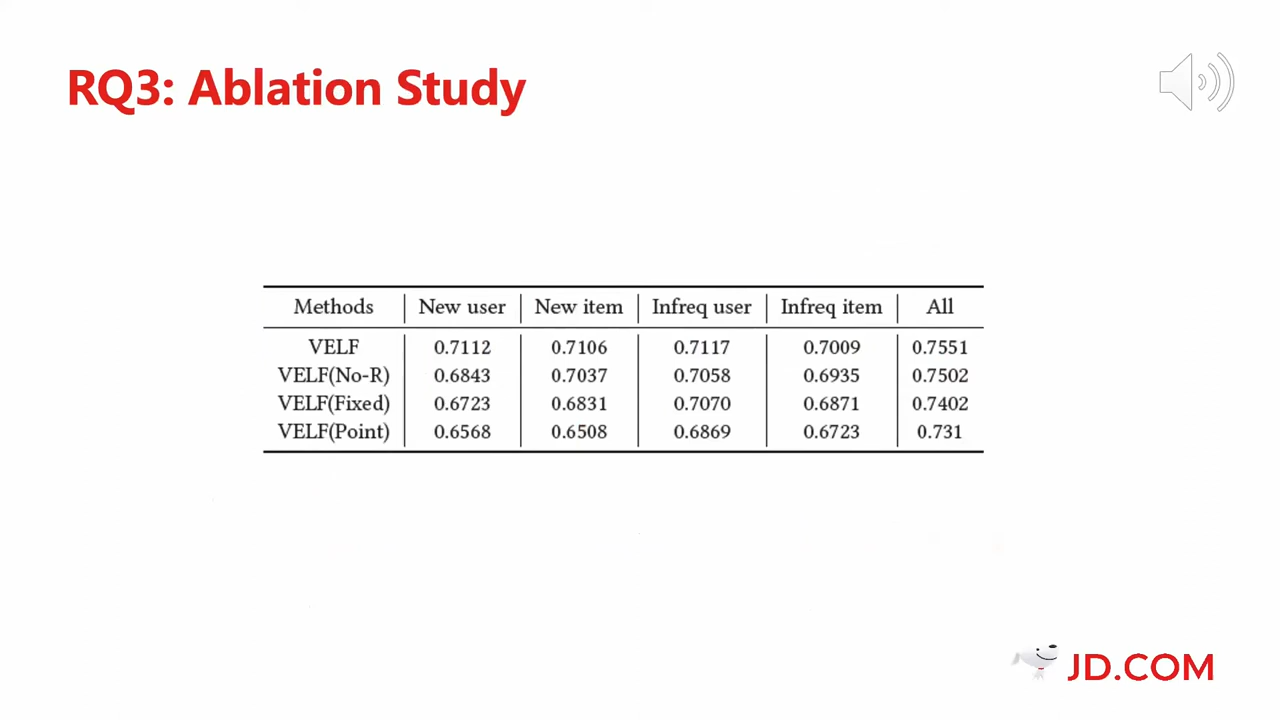 RQ3: Ablation Study
Methods New user New item Infreq user Infreq item All
VELF 0.7112 0.7106 0.7117 0.7009 0.7551
VELF(No-R) 0.6843 0.7037 0.7058 0.6935 0.7502
VELF(Fixed) 0.6723 0.6831 0.7070 0.6871 0.7402
VELF(Point) 0.6568 0.6508 0.6869 0.6723 0.731
JD.COM